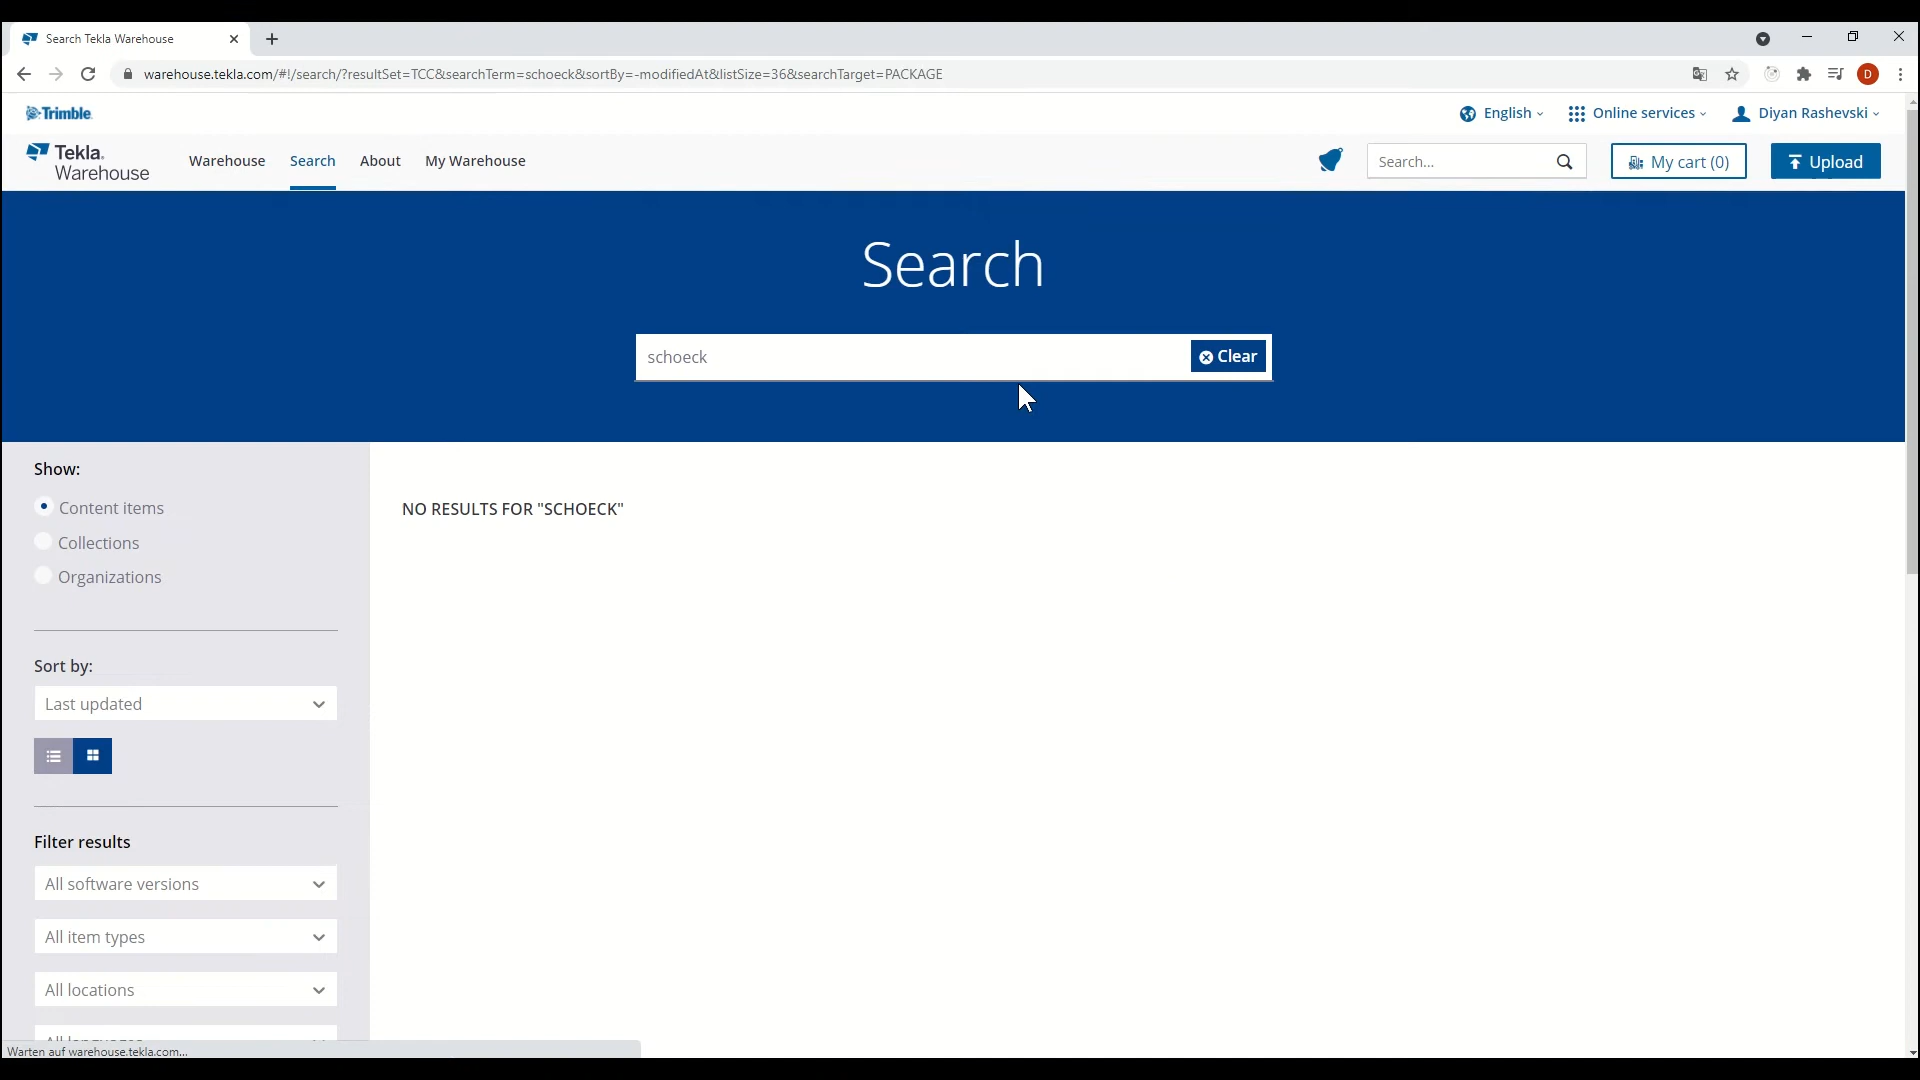 Search Tekla Warehouse
warehouse.tekla.com/#!/search/?resultSet=TCC&searchTerm=schoeck&sortBy=-modifiedAt&listSize=36&searchTarget=PACKAGE
D
Trimble
English
Online services
Diyan Rashevski
Tekla
Warehouse
Warehouse
Search
About
My Warehouse
Search...
My cart (0)
Upload
Search
schoeck
Clear
Show:
Content items
Collections
Organizations
NO RESULTS FOR "SCHOECK"
Sort by:
Last updated
Filter results
All software versions
All item types
All locations
All languages
Warten auf warehouse.tekla.com...